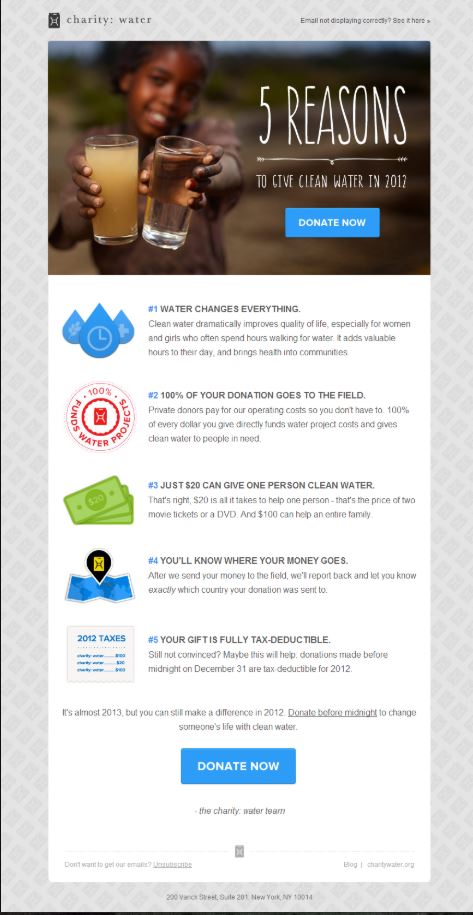 charity: water
Email not displaying correctly? See it here »
5 REASONS
TO GIVE CLEAN WATER IN 2012
DONATE NOW
#1 WATER CHANGES EVERYTHING.
Clean water dramatically improves quality of life, especially for women
and girls who often spend hours walking for water. It adds valuable
hours to their day, and brings health into communities.
· 100% ·
FUNDS WATER PROJECTS
#2 100% OF YOUR DONATION GOES TO THE FIELD.
Private donors pay for our operating costs so you don't have to. 100%
of every dollar you give directly funds water project costs and gives
clean water to people in need.
$20
#3 JUST $20 CAN GIVE ONE PERSON CLEAN WATER.
That's right, $20 is all it takes to help one person - that's the price of two
movie tickets or a DVD. And $100 can help an entire family.
#4 YOU'LL KNOW WHERE YOUR MONEY GOES.
After we send your money to the field, we'll report back and let you know
exactly which country your donation was sent to.
2012 TAXES
charity: water..........$100
charity: water..........$20
charity: water..........$100
#5 YOUR GIFT IS FULLY TAX-DEDUCTIBLE.
Still not convinced? Maybe this will help: donations made before
midnight on December 31 are tax-deductible for 2012.
It's almost 2013, but you can still make a difference in 2012. Donate before midnight to change
someone's life with clean water.
DONATE NOW
- the charity: water team
Don't want to get our emails? Unsubscribe
Blog | charitywater.org
200 Varick Street, Suite 201, New York, NY 10014